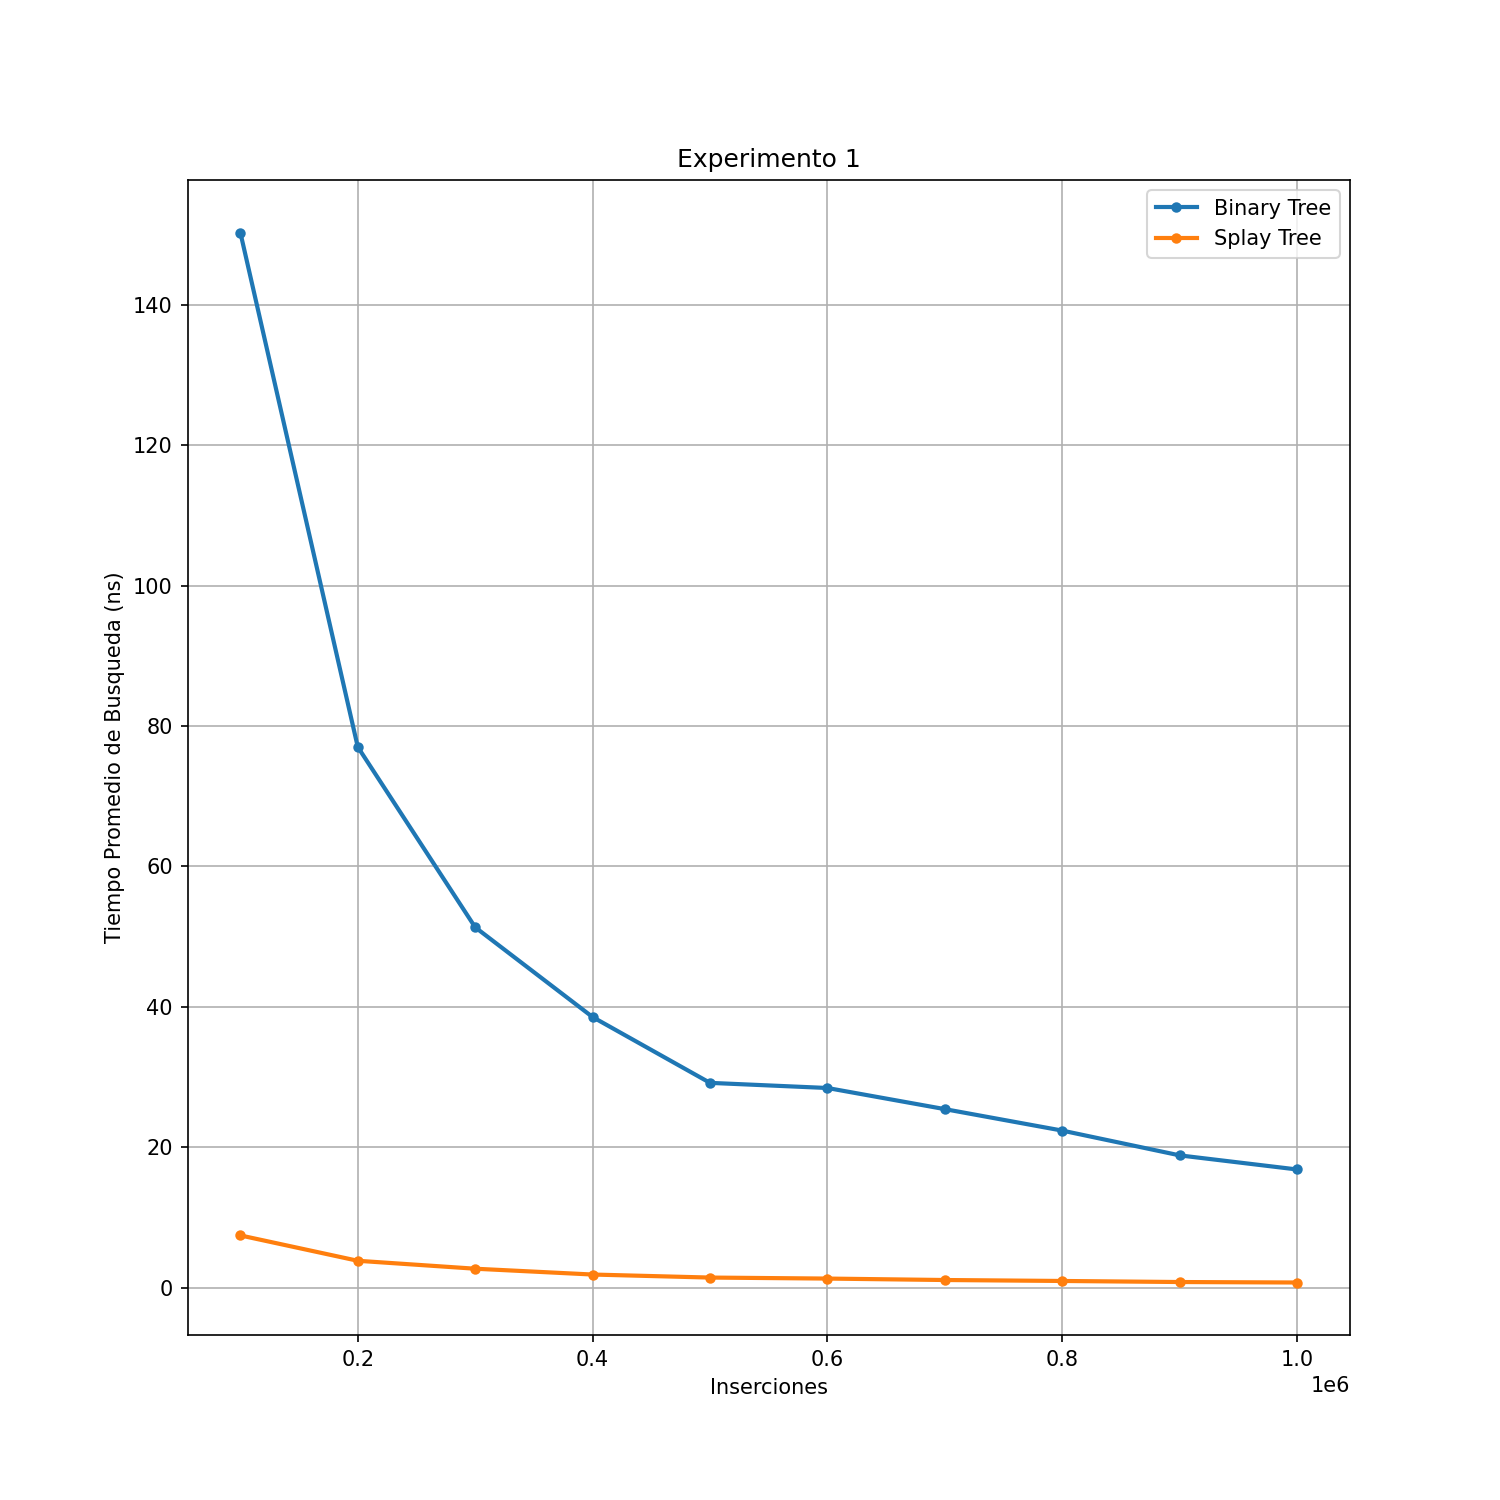 Experimento 1
Binary Tree
Splay Tree
140
120
100
80
60
40
20
0
Tiempo Promedio de Busqueda (ns)
0.2 0.4 0.6 0.8 1.0
1e6
Inserciones